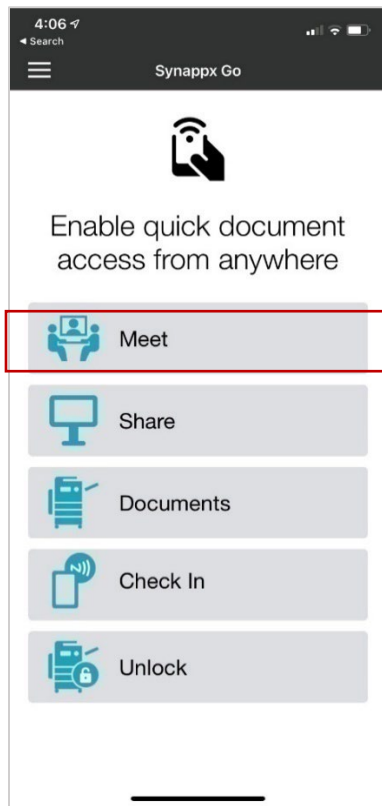 4:06
Search
Synappx Go
Enable quick document
access from anywhere
Meet
Share
Documents
Check In
Unlock